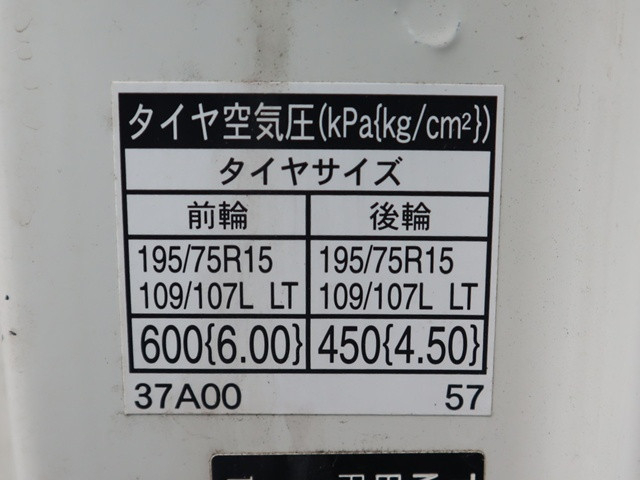 タイヤ空気圧(kPa{kg/cm²})
タイヤサイズ
前輪 後輪
195/75R15 195/75R15
109/107L LT 109/107L LT
600{6.00} 450{4.50}
37A00 57